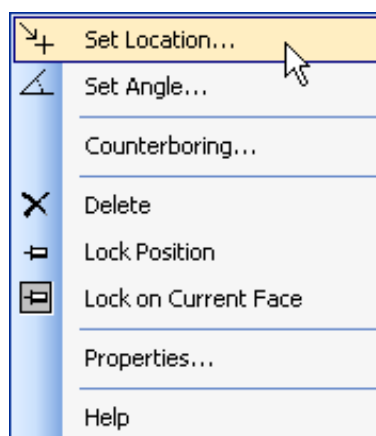 Set Location...
Set Angle...
Counterboring...
Delete
Lock Position
Lock on Current Face
Properties...
Help